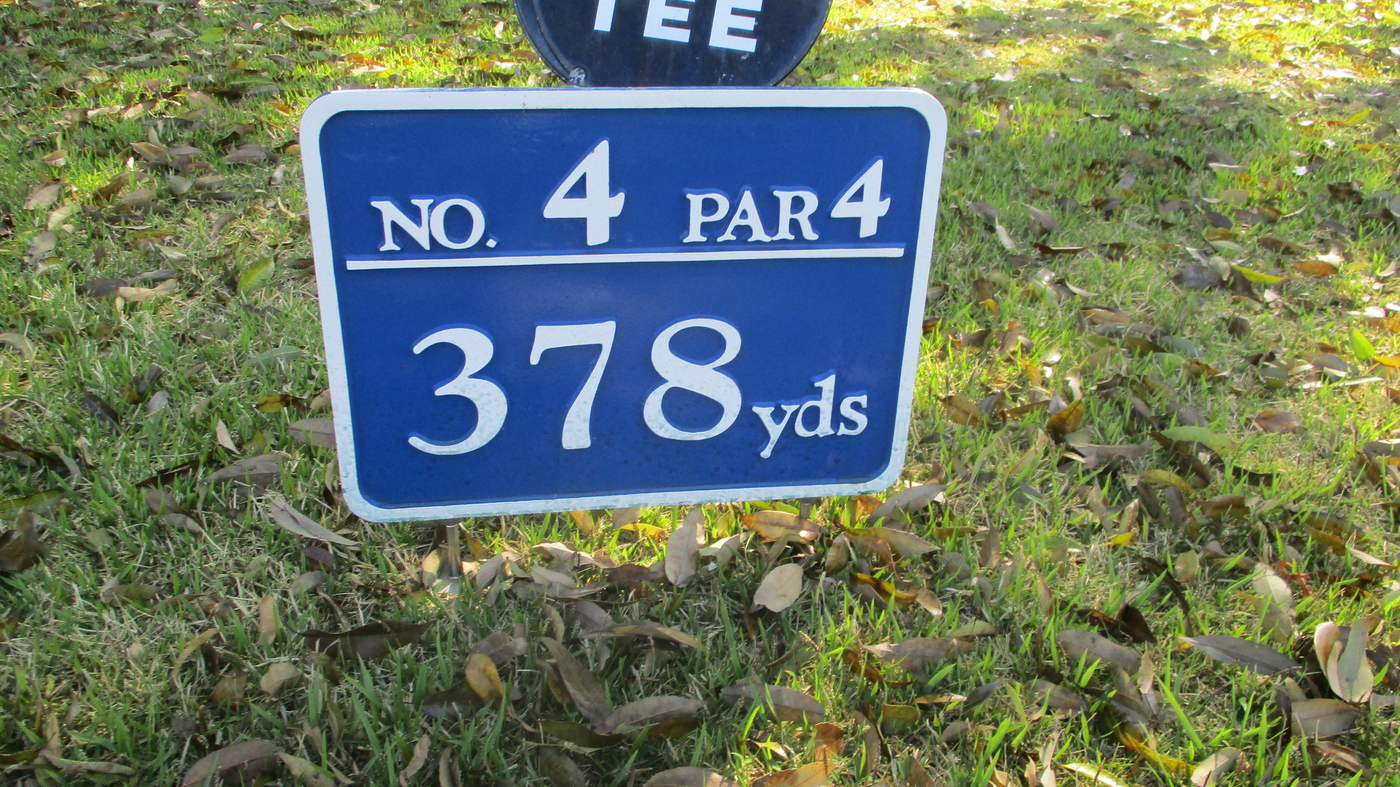 TEE
NO. 4 PAR 4
378 yds